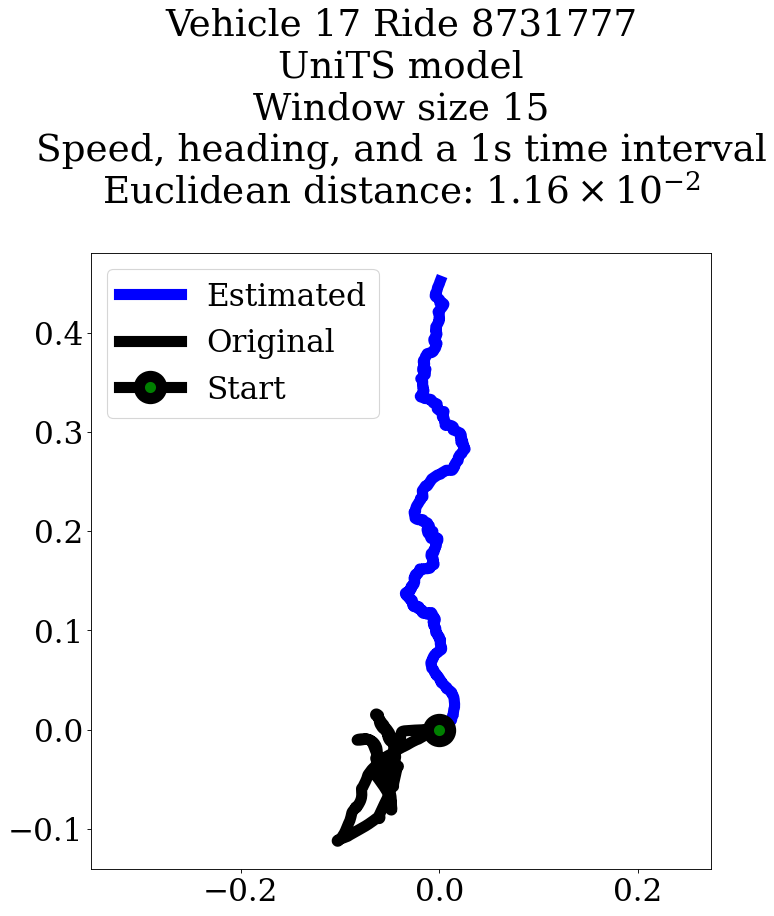 Vehicle 17 Ride 8731777
UniTS model
Window size 15
Speed, heading, and a 1s time interval
Euclidean distance: 1.16 × 10⁻²
Estimated
Original
Start
0.4
0.3
0.2
0.1
0.0
−0.1
−0.2 0.0 0.2